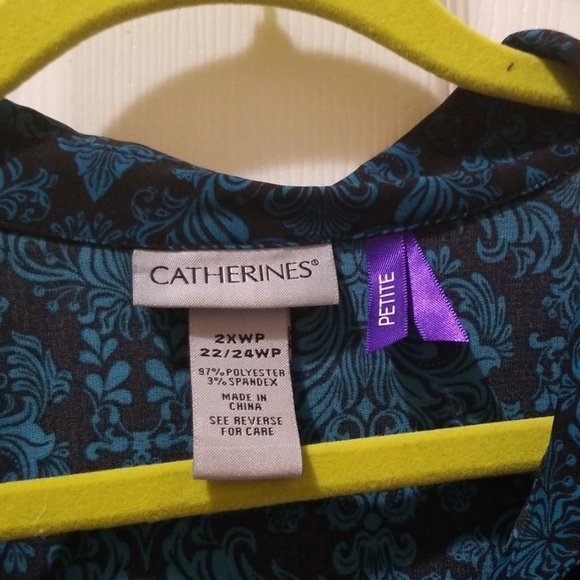 CATHERINES®
PETITE
2XWP
22/24WP
97% POLYESTER
3% SPANDEX
MADE IN
CHINA
SEE REVERSE
FOR CARE